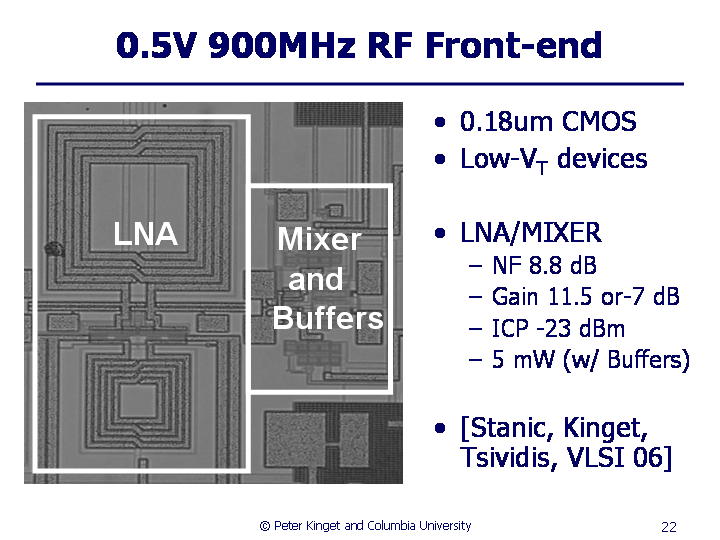 0.5V 900MHz RF Front-end
LNA
Mixer
and
Buffers
• 0.18um CMOS
• Low-VT devices
• LNA/MIXER
– NF 8.8 dB
– Gain 11.5 or-7 dB
– ICP -23 dBm
– 5 mW (w/ Buffers)
• [Stanic, Kinget,
Tsividis, VLSI 06]
© Peter Kinget and Columbia University
22